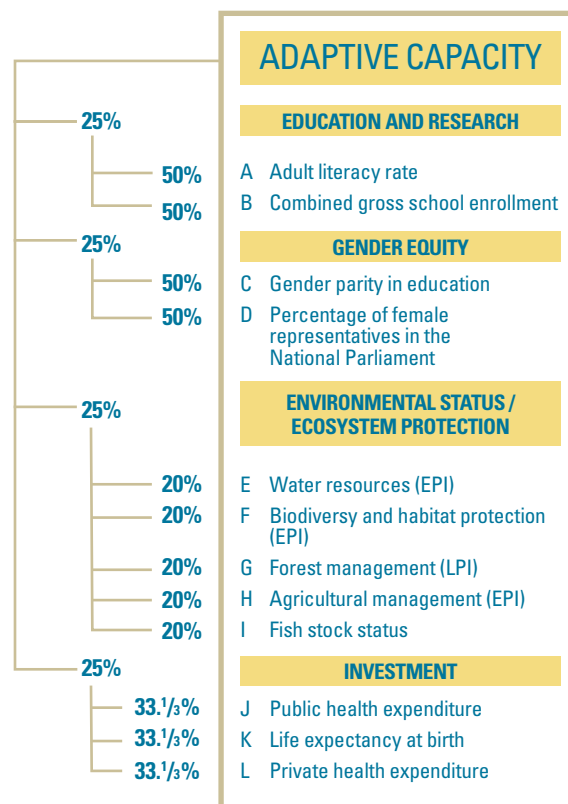 ADAPTIVE CAPACITY
25% EDUCATION AND RESEARCH
50% A Adult literacy rate
50% B Combined gross school enrollment
25% GENDER EQUITY
50% C Gender parity in education
50% D Percentage of female
representatives in the
National Parliament
25% ENVIRONMENTAL STATUS /
ECOSYSTEM PROTECTION
20% E Water resources (EPI)
20% F Biodiversy and habitat protection
(EPI)
20% G Forest management (LPI)
20% H Agricultural management (EPI)
20% I Fish stock status
25% INVESTMENT
33.1/3% J Public health expenditure
33.1/3% K Life expectancy at birth
33.1/3% L Private health expenditure